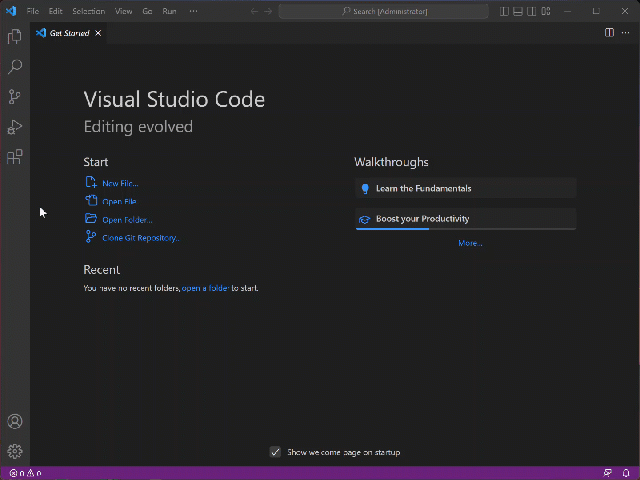 File Edit Selection View Go Run ··· Search [Administrator]
Get Started
Visual Studio Code
Editing evolved
Start
New File...
Open File
Open Folder...
Clone Git Repository...
Recent
You have no recent folders, open a folder to start.
Walkthroughs
Learn the Fundamentals
Boost your Productivity
More...
Show welcome page on startup
0 0